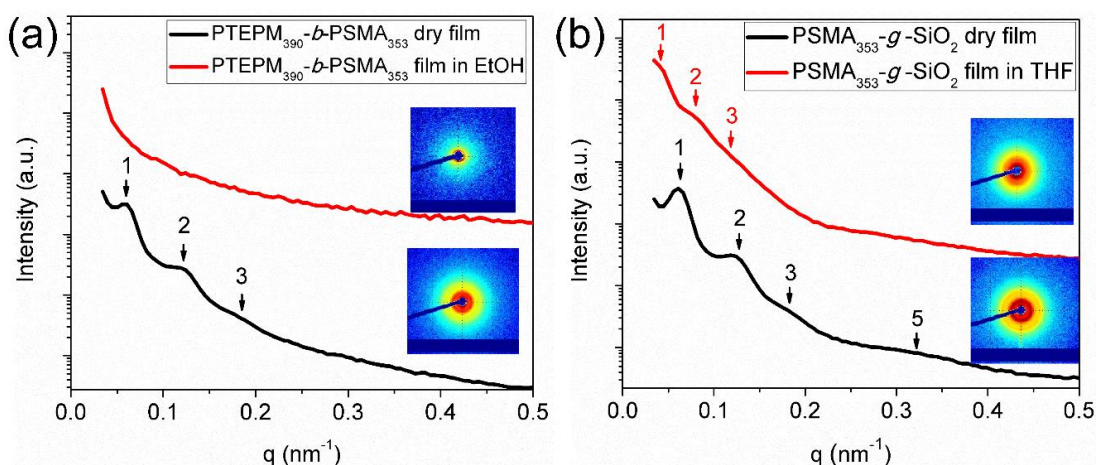 (a)
PTEPM390-b-PSMA353 dry film
PTEPM390-b-PSMA353 film in EtOH
1
2
3
Intensity (a.u.)
0.0 0.1 0.2 0.3 0.4 0.5
q (nm-1)
(b)
PSMA353-g -SiO2 dry film
PSMA353-g -SiO2 film in THF
1
2
3
1
2
3
5
Intensity (a.u.)
0.0 0.1 0.2 0.3 0.4 0.5
q (nm-1)